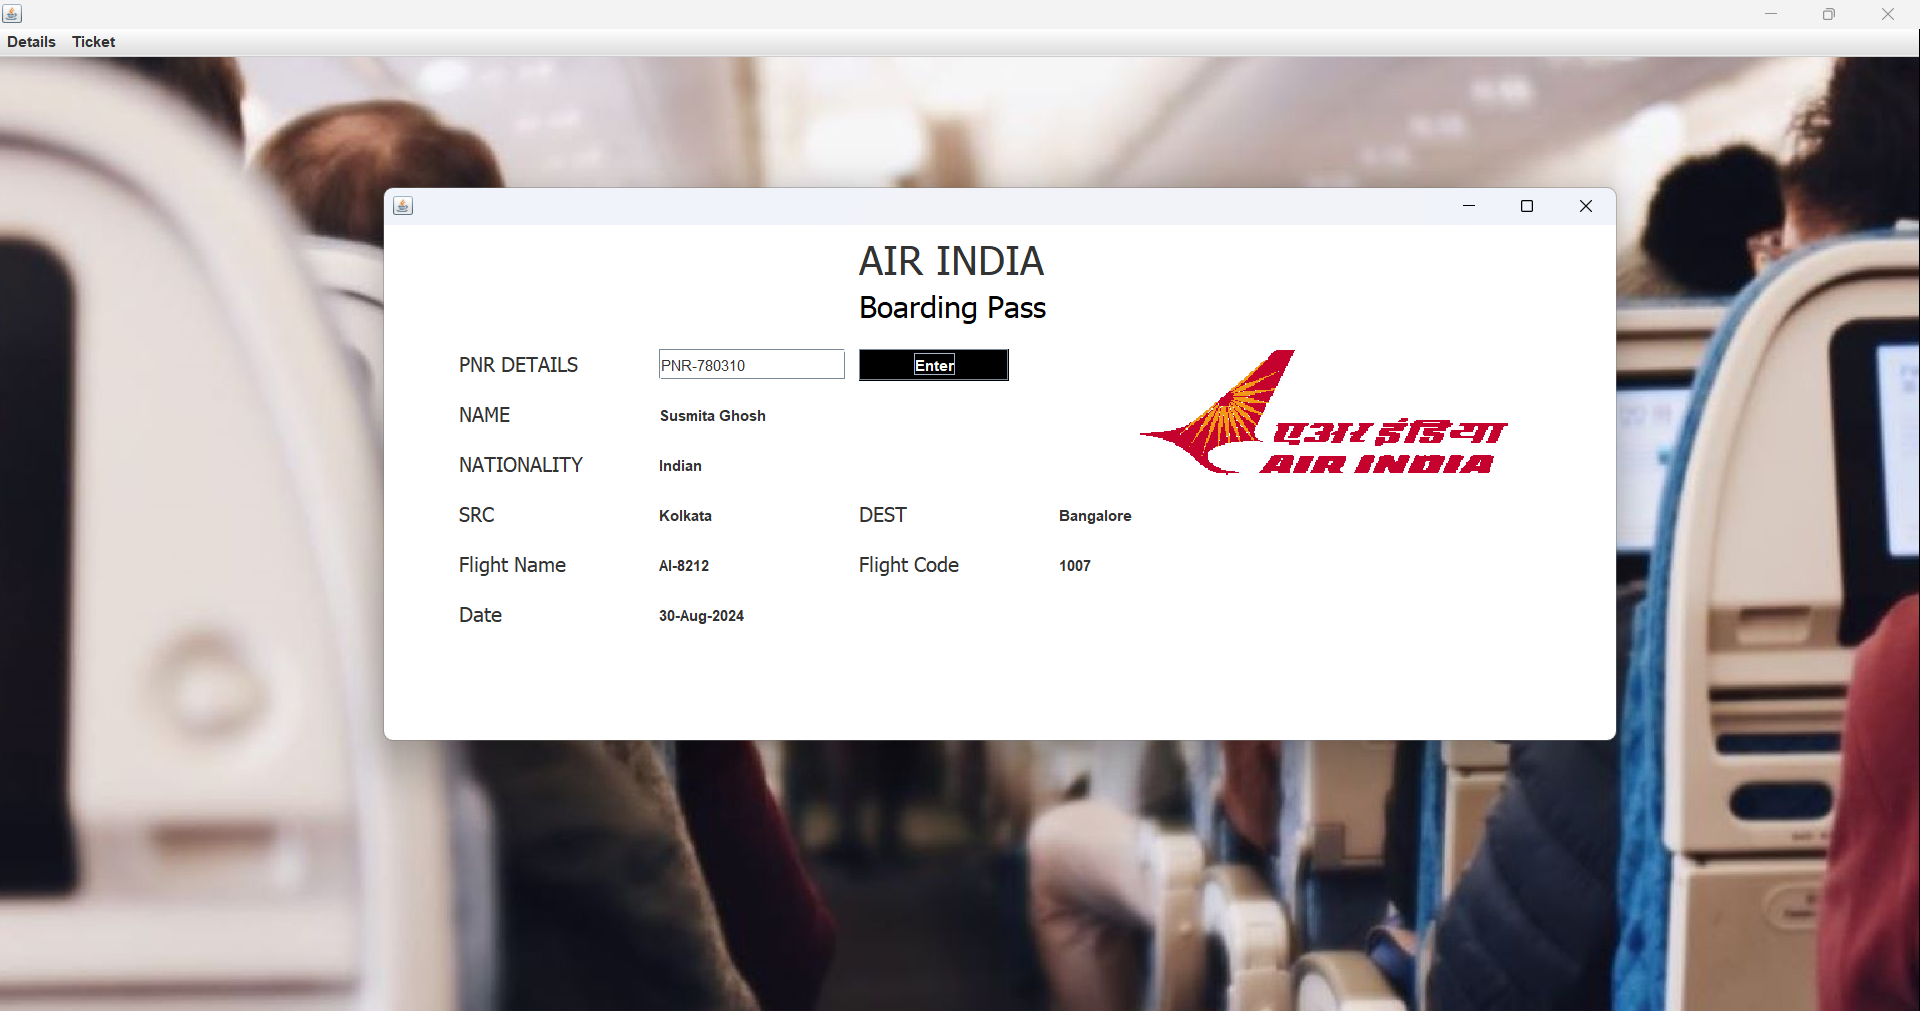 Details Ticket
AIR INDIA
Boarding Pass
PNR DETAILS PNR-780310 Enter
NAME Susmita Ghosh
एअर इंडिया
AIR INDIA
NATIONALITY Indian
SRC Kolkata DEST Bangalore
Flight Name AI-8212 Flight Code 1007
Date 30-Aug-2024